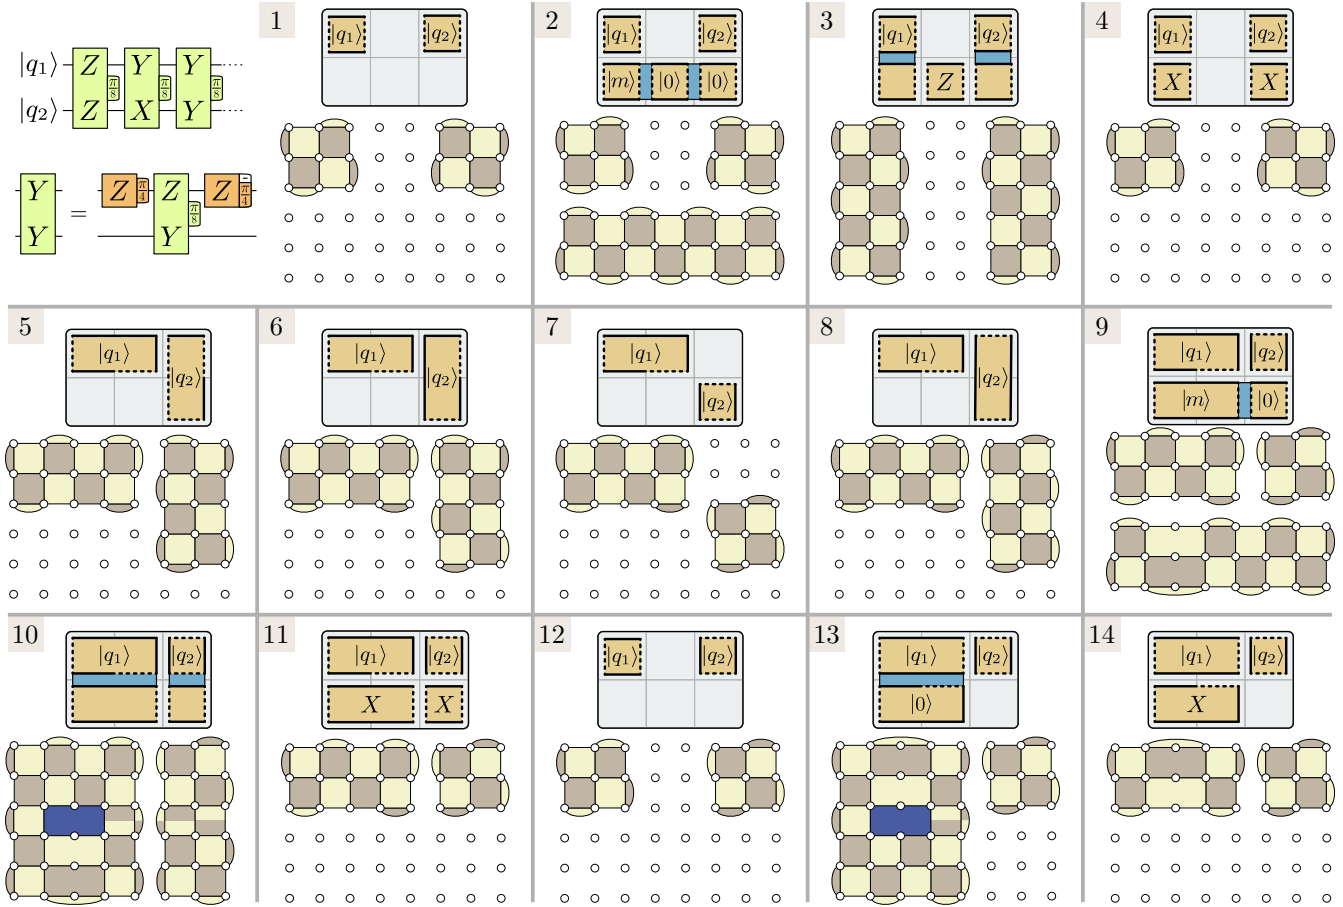 |q₁⟩ Z Y Y
π/8 π/8 π/8
|q₂⟩ Z X Y
Y Z π/4 Z Z -π/4
= π/8
Y Y
1
|q₁⟩ |q₂⟩
2
|q₁⟩ |q₂⟩
|m⟩ |0⟩ |0⟩
3
|q₁⟩ |q₂⟩
Z
4
|q₁⟩ |q₂⟩
X X
5
|q₁⟩
|q₂⟩
6
|q₁⟩
|q₂⟩
7
|q₁⟩
|q₂⟩
8
|q₁⟩
|q₂⟩
9
|q₁⟩ |q₂⟩
|m⟩ |0⟩
10
|q₁⟩ |q₂⟩
11
|q₁⟩ |q₂⟩
X X
12
|q₁⟩ |q₂⟩
13
|q₁⟩ |q₂⟩
|0⟩
14
|q₁⟩ |q₂⟩
X